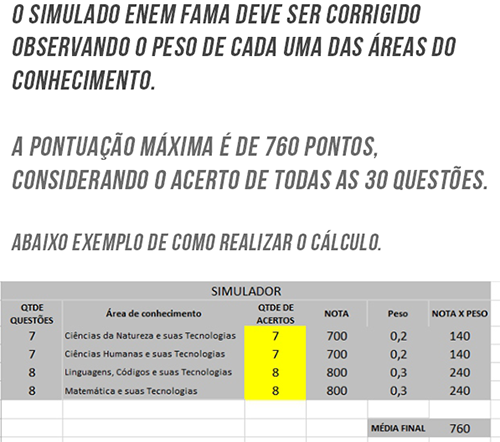 O SIMULADO ENEM FAMA DEVE SER CORRIGIDO
OBSERVANDO O PESO DE CADA UMA DAS ÁREAS DO
CONHECIMENTO.
A PONTUAÇÃO MÁXIMA É DE 760 PONTOS,
CONSIDERANDO O ACERTO DE TODAS AS 30 QUESTÕES.
ABAIXO EXEMPLO DE COMO REALIZAR O CÁLCULO.
SIMULADOR
QTDE QUESTÕES Área de conhecimento QTDE DE ACERTOS NOTA Peso NOTA X PESO
7 Ciências da Natureza e suas Tecnologias 7 700 0,2 140
7 Ciências Humanas e suas Tecnologias 7 700 0,2 140
8 Linguagens, Códigos e suas Tecnologias 8 800 0,3 240
8 Matemática e suas Tecnologias 8 800 0,3 240
MÉDIA FINAL 760